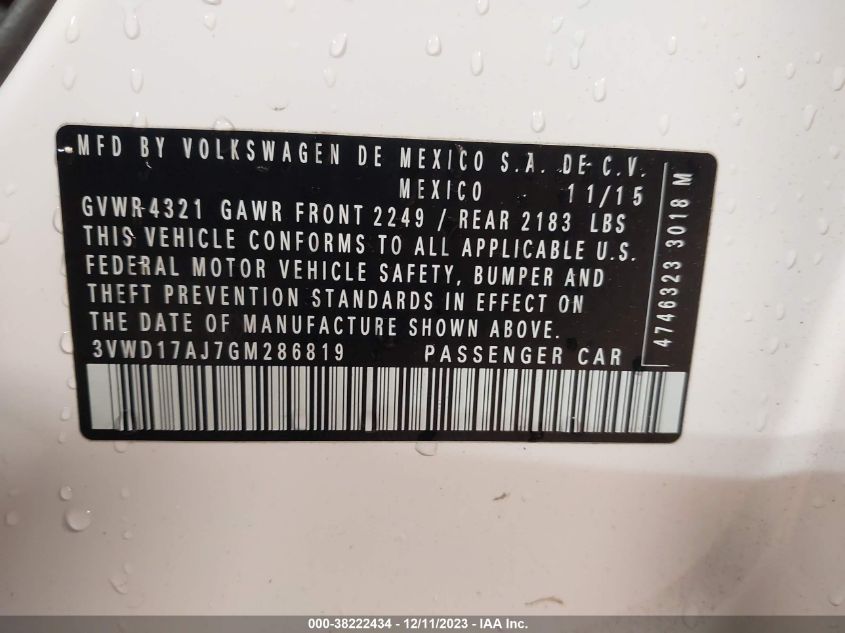 MFD BY VOLKSWAGEN DE MEXICO S.A. DE C.V.
MEXICO 11/15
GVWR 4321 GAWR FRONT 2249 / REAR 2183 LBS
THIS VEHICLE CONFORMS TO ALL APPLICABLE U.S.
FEDERAL MOTOR VEHICLE SAFETY, BUMPER AND
THEFT PREVENTION STANDARDS IN EFFECT ON
THE DATE OF MANUFACTURE SHOWN ABOVE.
3VWD17AJ7GM286819 PASSENGER CAR
4746323 3018 M
000-38222434 - 12/11/2023 - IAA Inc.